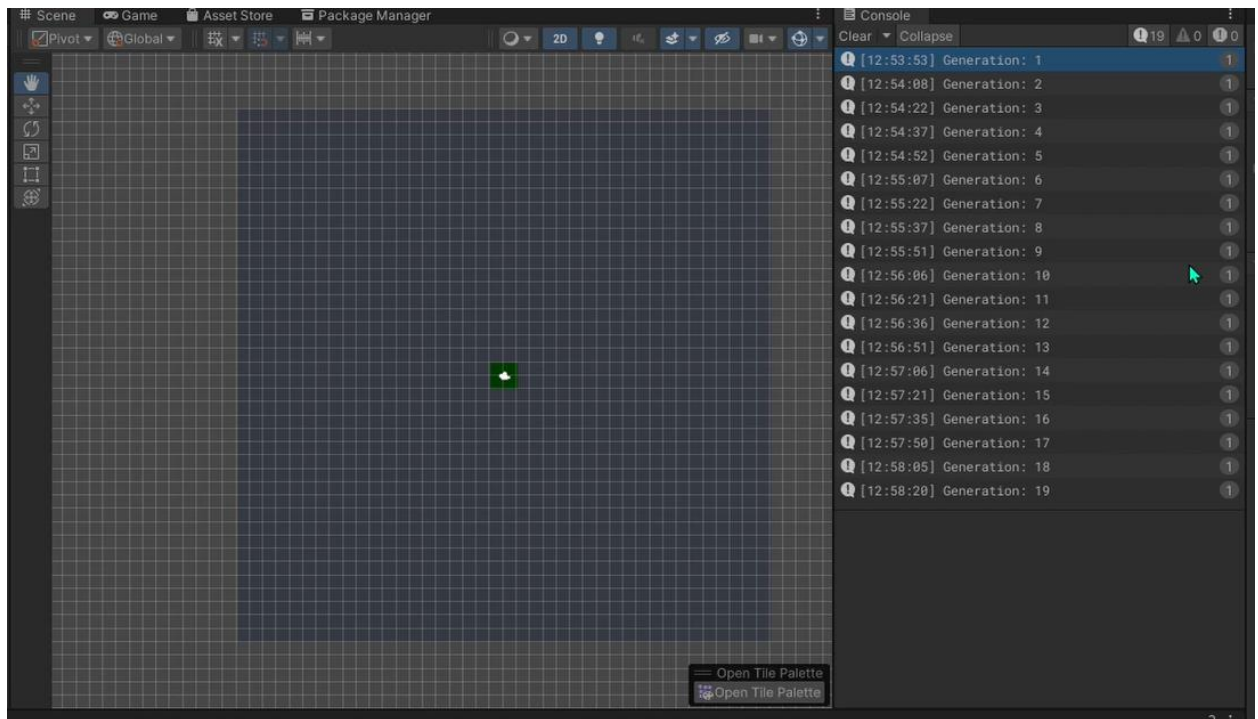 Scene Game Asset Store Package Manager
Pivot Global 2D
Open Tile Palette
Open Tile Palette
Console
Clear Collapse 19 0 0
[12:53:53] Generation: 1 1
[12:54:08] Generation: 2 1
[12:54:22] Generation: 3 1
[12:54:37] Generation: 4 1
[12:54:52] Generation: 5 1
[12:55:07] Generation: 6 1
[12:55:22] Generation: 7 1
[12:55:37] Generation: 8 1
[12:55:51] Generation: 9 1
[12:56:06] Generation: 10 1
[12:56:21] Generation: 11 1
[12:56:36] Generation: 12 1
[12:56:51] Generation: 13 1
[12:57:06] Generation: 14 1
[12:57:21] Generation: 15 1
[12:57:35] Generation: 16 1
[12:57:50] Generation: 17 1
[12:58:05] Generation: 18 1
[12:58:20] Generation: 19 1